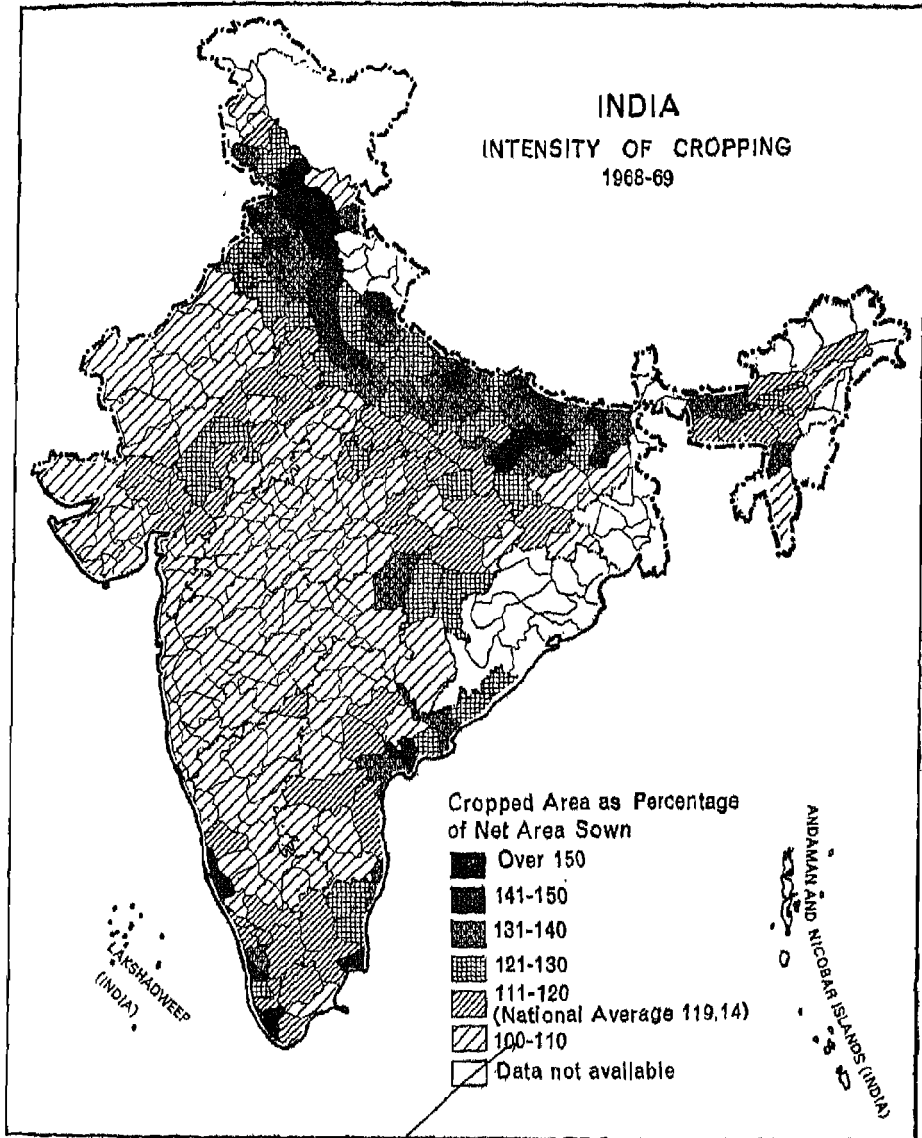 INDIA
INTENSITY OF CROPPING
1968-69
Cropped Area as Percentage
of Net Area Sown
Over 150
141-150
131-140
121-130
111-120
(National Average 119,14)
100-110
Data not available
LAKSHADWEEP
(INDIA)
ANDAMAN AND NICOBAR ISLANDS (INDIA)